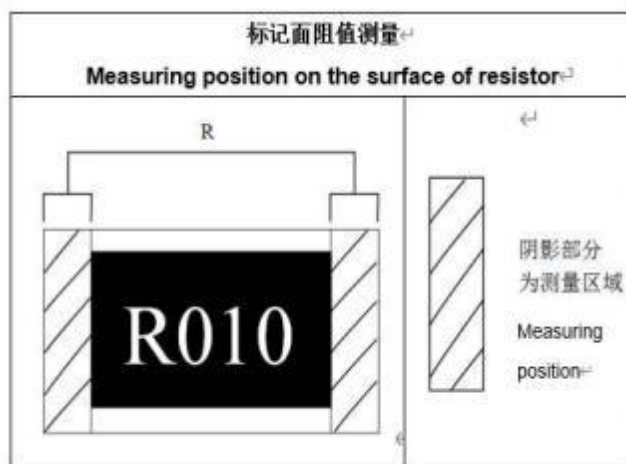 标记面阻值测量↵
Measuring position on the surface of resistor↵
R
R010
↵
阴影部分
为测量区域
Measuring
position↵
↵